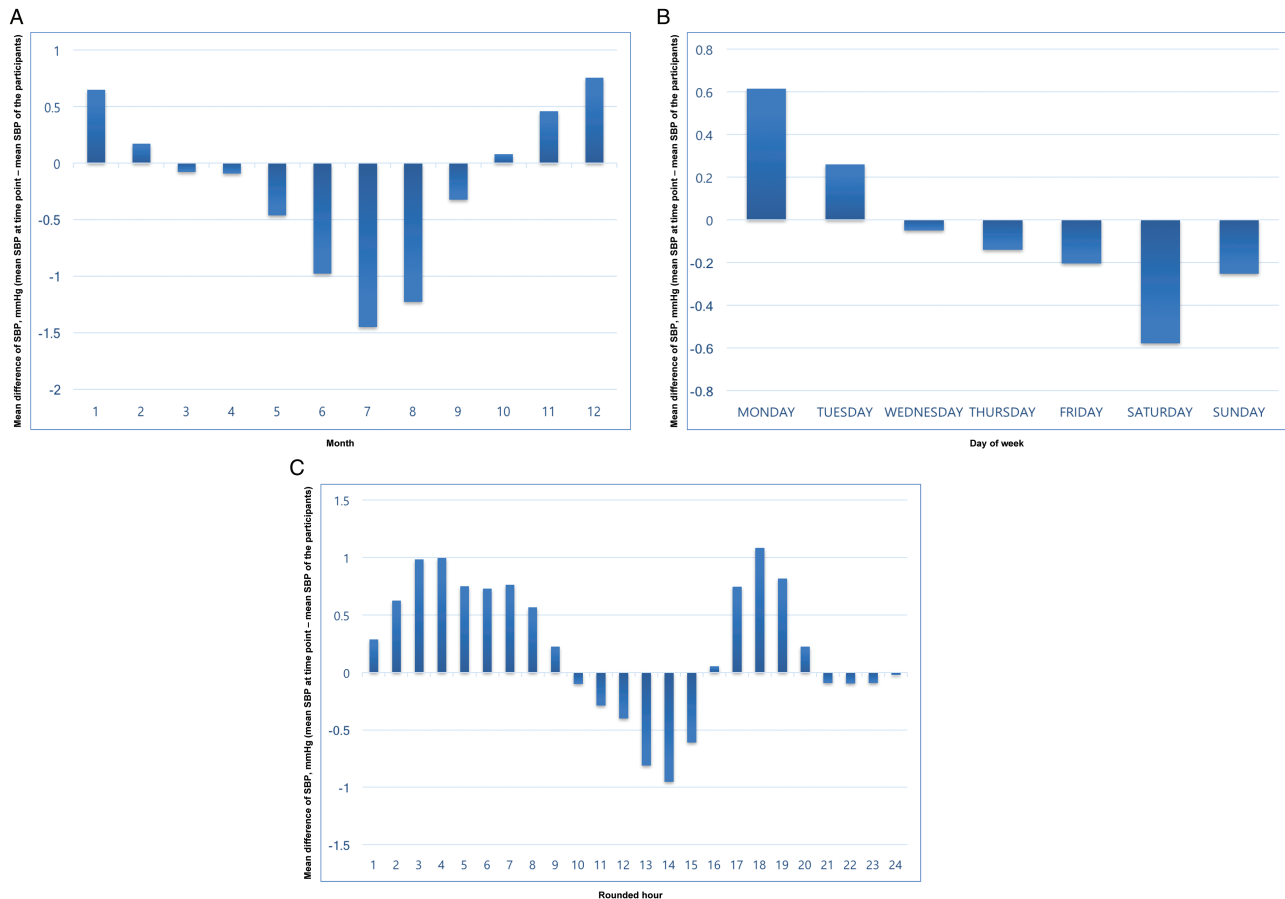 A
Mean difference of SBP, mmHg (mean SBP at time point – mean SBP of the participants)
1
0.5
0
-0.5
-1
-1.5
-2
1 2 3 4 5 6 7 8 9 10 11 12
Month
B
Mean difference of SBP, mmHg (mean SBP at time point – mean SBP of the participants)
0.8
0.6
0.4
0.2
0
-0.2
-0.4
-0.6
-0.8
MONDAY TUESDAY WEDNESDAY THURSDAY FRIDAY SATURDAY SUNDAY
Day of week
C
Mean difference of SBP, mmHg (mean SBP at time point – mean SBP of the participants)
1.5
1
0.5
0
-0.5
-1
-1.5
1 2 3 4 5 6 7 8 9 10 11 12 13 14 15 16 17 18 19 20 21 22 23 24
Rounded hour